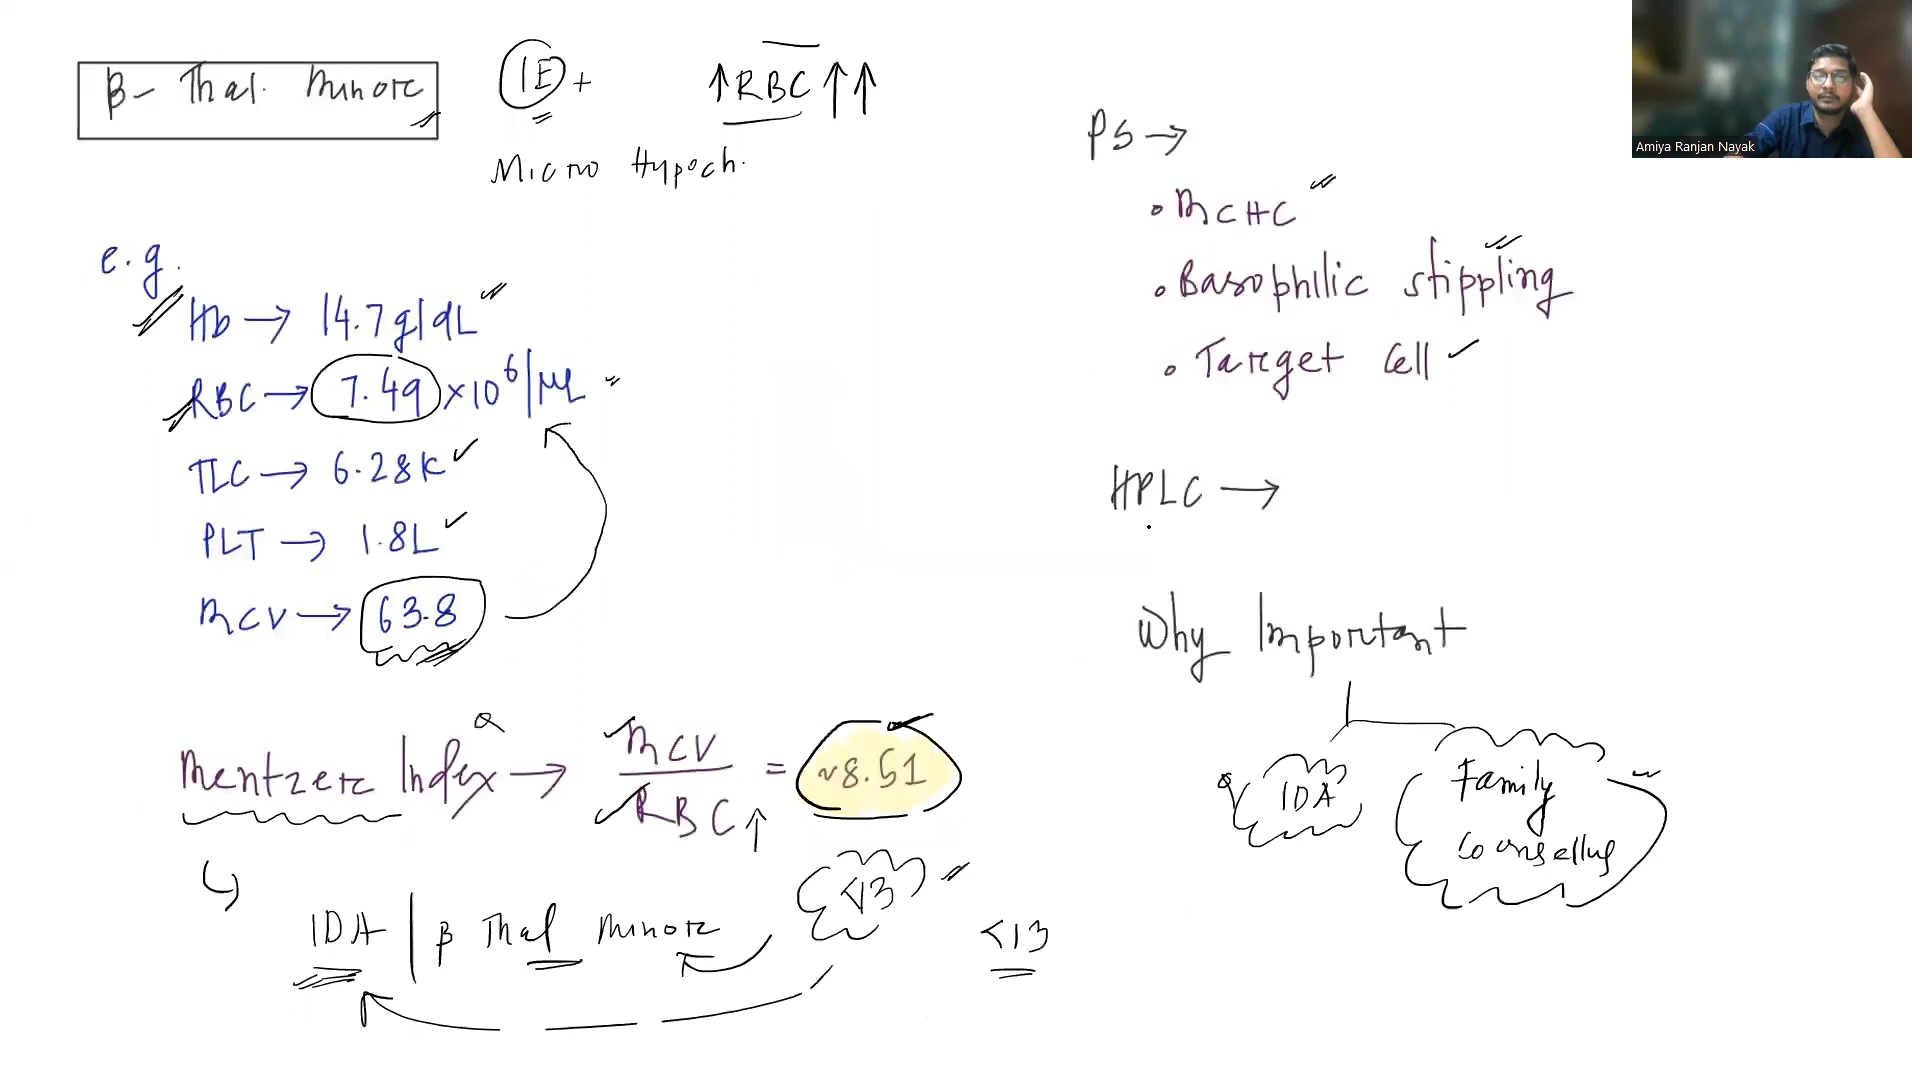 β- Thal. Minor
IE +
↑RBC↑↑
Micro Hypoch.
e.g.
Hb → 14.7 g/dL
RBC → 7.49 ×10⁶/µL
TLC → 6.28K
PLT → 1.8L
MCV → 63.8
Mentzer Index → MCV / RBC ↑ = ~8.51
<13
IDA | β Thal Minor
<13
PS →
• MCHC
• Basophilic stippling
• Target Cell
HPLC →
Why Important
IDA
Family
Counselling
Amiya Ranjan Nayak